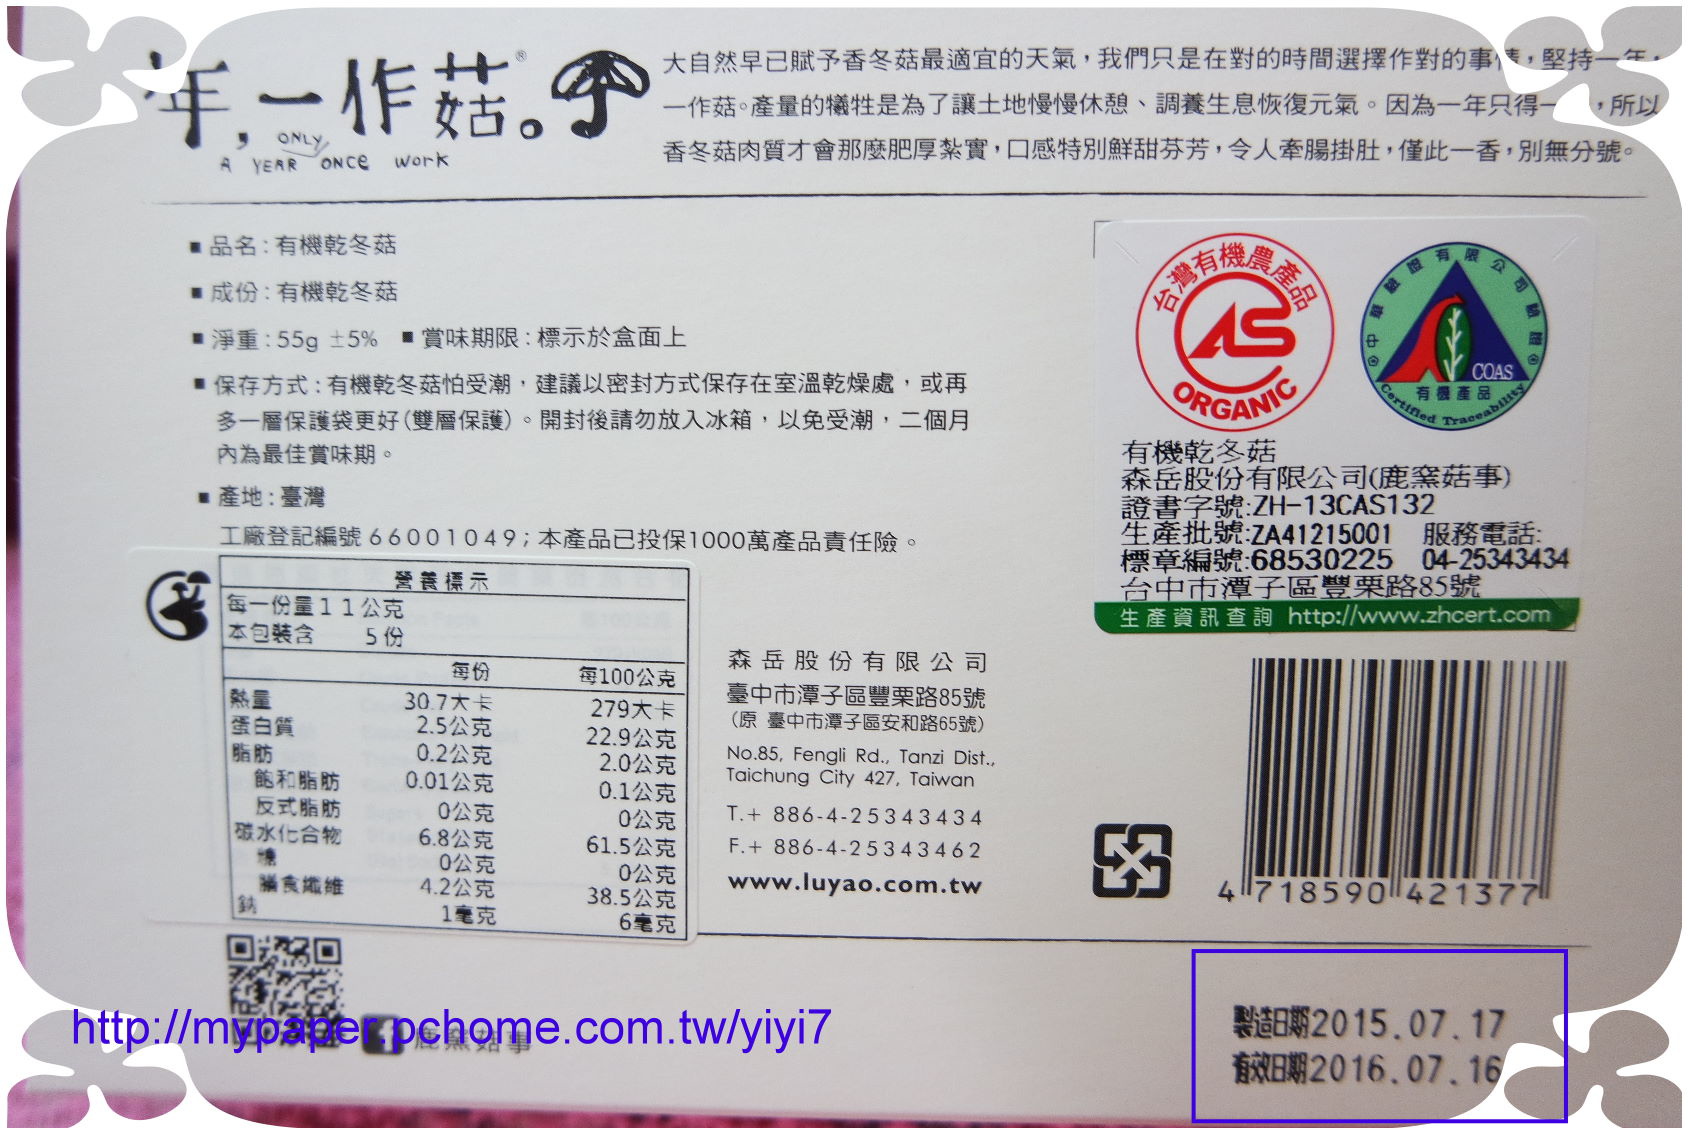 年，一作菇。®
ONLY
A YEAR ONCE WORK
大自然早已賦予香冬菇最適宜的天氣，我們只是在對的時間選擇作對的事情，堅持一年，
一作菇。產量的犧牲是為了讓土地慢慢休憩、調養生息恢復元氣。因為一年只得一，所以
香冬菇肉質才會那麼肥厚紮實，口感特別鮮甜芬芳，令人牽腸掛肚，僅此一香，別無分號。
■ 品名：有機乾冬菇
■ 成份：有機乾冬菇
■ 淨重：55g ±5% ■ 賞味期限：標示於盒面上
■ 保存方式：有機乾冬菇怕受潮，建議以密封方式保存在室溫乾燥處，或再
多一層保護袋更好(雙層保護)。開封後請勿放入冰箱，以免受潮，二個月
內為最佳賞味期。
■ 產地：臺灣
工廠登記編號66001049；本產品已投保1000萬產品責任險。
營養標示
每一份量11公克
本包裝含 5份
每份 每100公克
熱量 30.7大卡 279大卡
蛋白質 2.5公克 22.9公克
脂肪 0.2公克 2.0公克
飽和脂肪 0.01公克 0.1公克
反式脂肪 0公克 0公克
碳水化合物 6.8公克 61.5公克
糖 0公克 0公克
膳食纖維 4.2公克 38.5公克
鈉 1毫克 6毫克
森岳股份有限公司
臺中市潭子區豐栗路85號
(原 臺中市潭子區安和路65號)
No.85, Fengli Rd., Tanzi Dist.,
Taichung City 427, Taiwan
T.+ 886-4-25343434
F.+ 886-4-25343462
www.luyao.com.tw
台灣有機農產品
AS
ORGANIC
中華驗證有限公司驗證
COAS
有機產品
Certified Traceability
有機乾冬菇
森岳股份有限公司(鹿窯菇事)
證書字號:ZH-13CAS132
生產批號:ZA41215001 服務電話:
標章編號:68530225 04-25343434
台中市潭子區豐栗路85號
生產資訊查詢 http://www.zhcert.com
4 718590 421377
製造日期2015.07.17
有效日期2016.07.16
鹿窯菇事
http://mypaper.pchome.com.tw/yiyi7